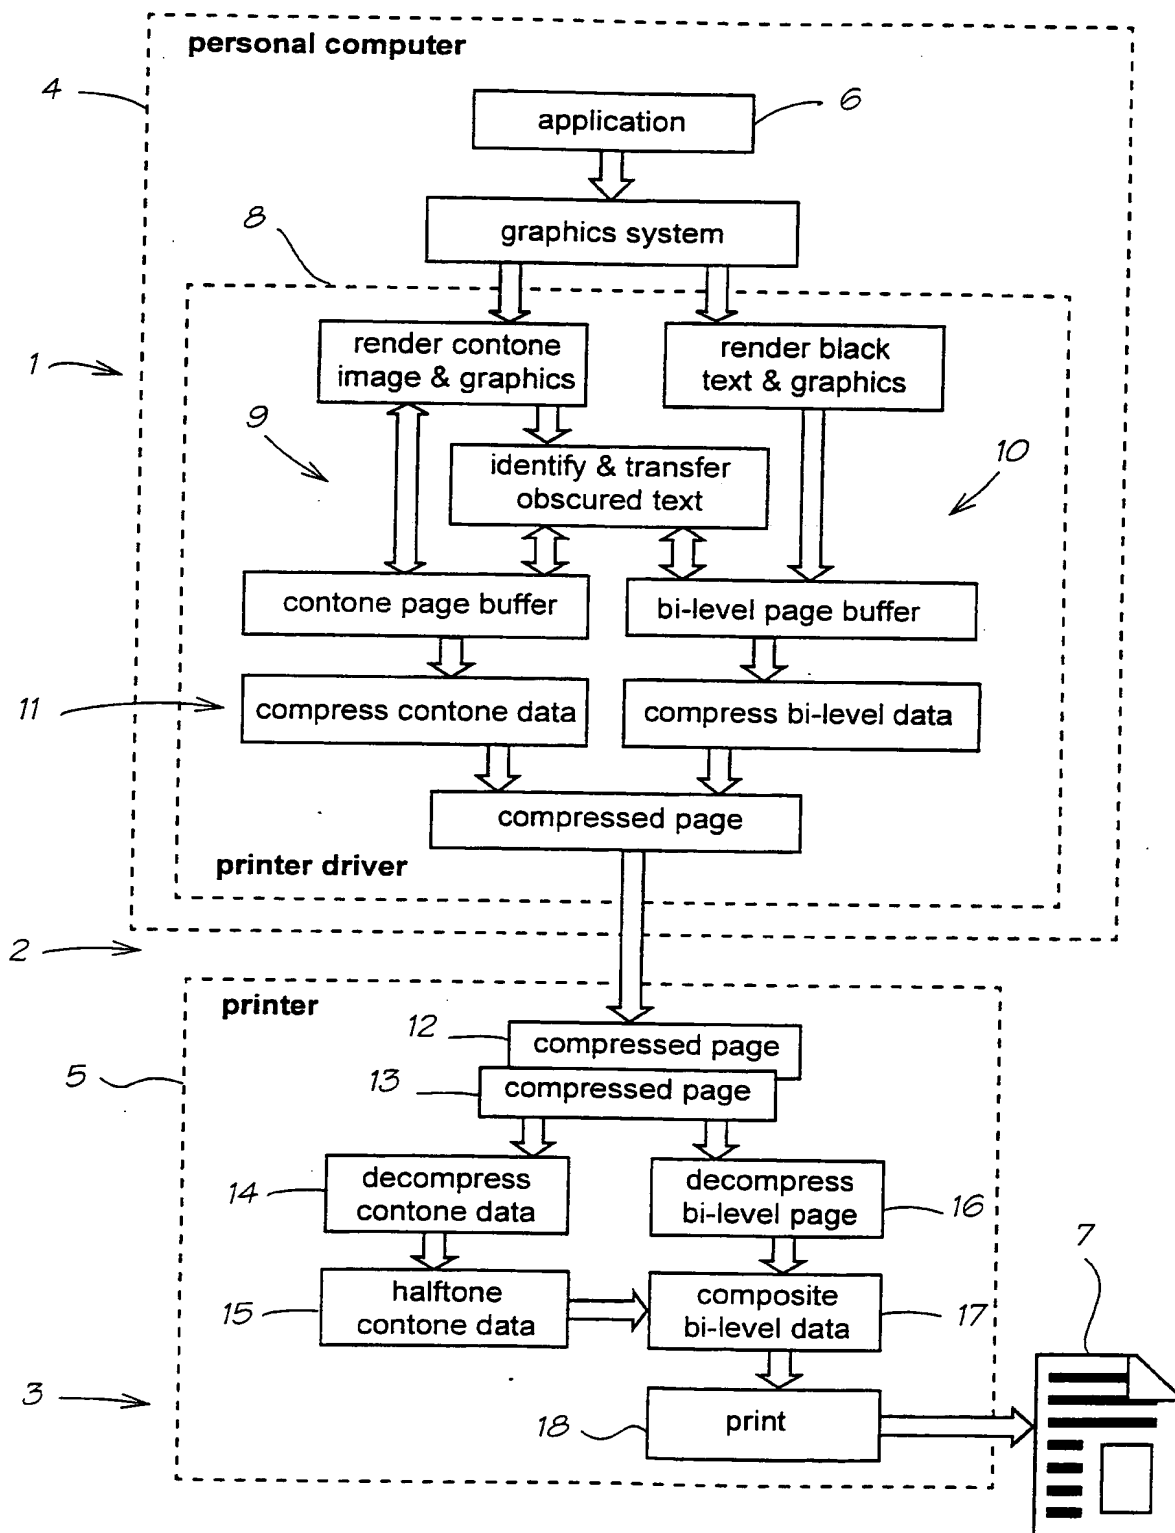 personal computer
4
6
application
8
graphics system
1
render contone
image & graphics
render black
text & graphics
9
identify & transfer
obscured text
10
contone page buffer
bi-level page buffer
11
compress contone data
compress bi-level data
compressed page
printer driver
2
printer
12
compressed page
5
13
compressed page
14
decompress
contone data
decompress
bi-level page
16
7
15
halftone
contone data
composite
bi-level data
17
3
18
print